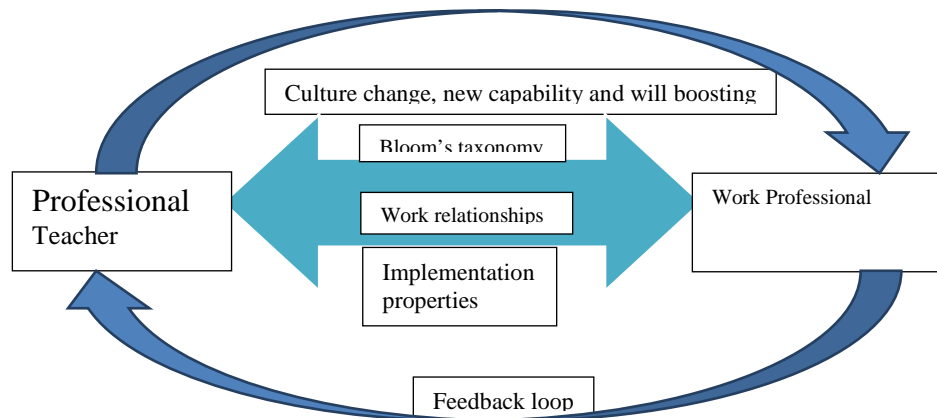 Culture change, new capability and will boosting
Bloom's taxonomy
Professional
Teacher
Work Professional
Work relationships
Implementation
properties
Feedback loop